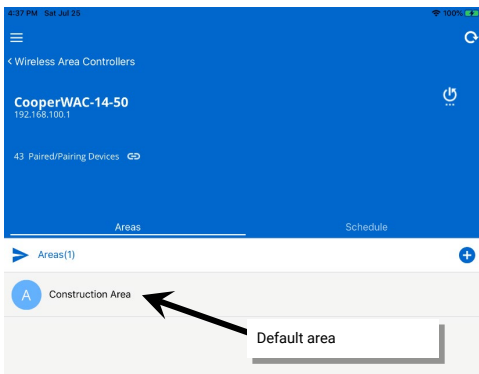 4:37 PM Sat Jul 25 100%
< Wireless Area Controllers
CooperWAC-14-50
192.168.100.1
43 Paired/Pairing Devices
Areas Schedule
Areas(1)
A Construction Area
Default area